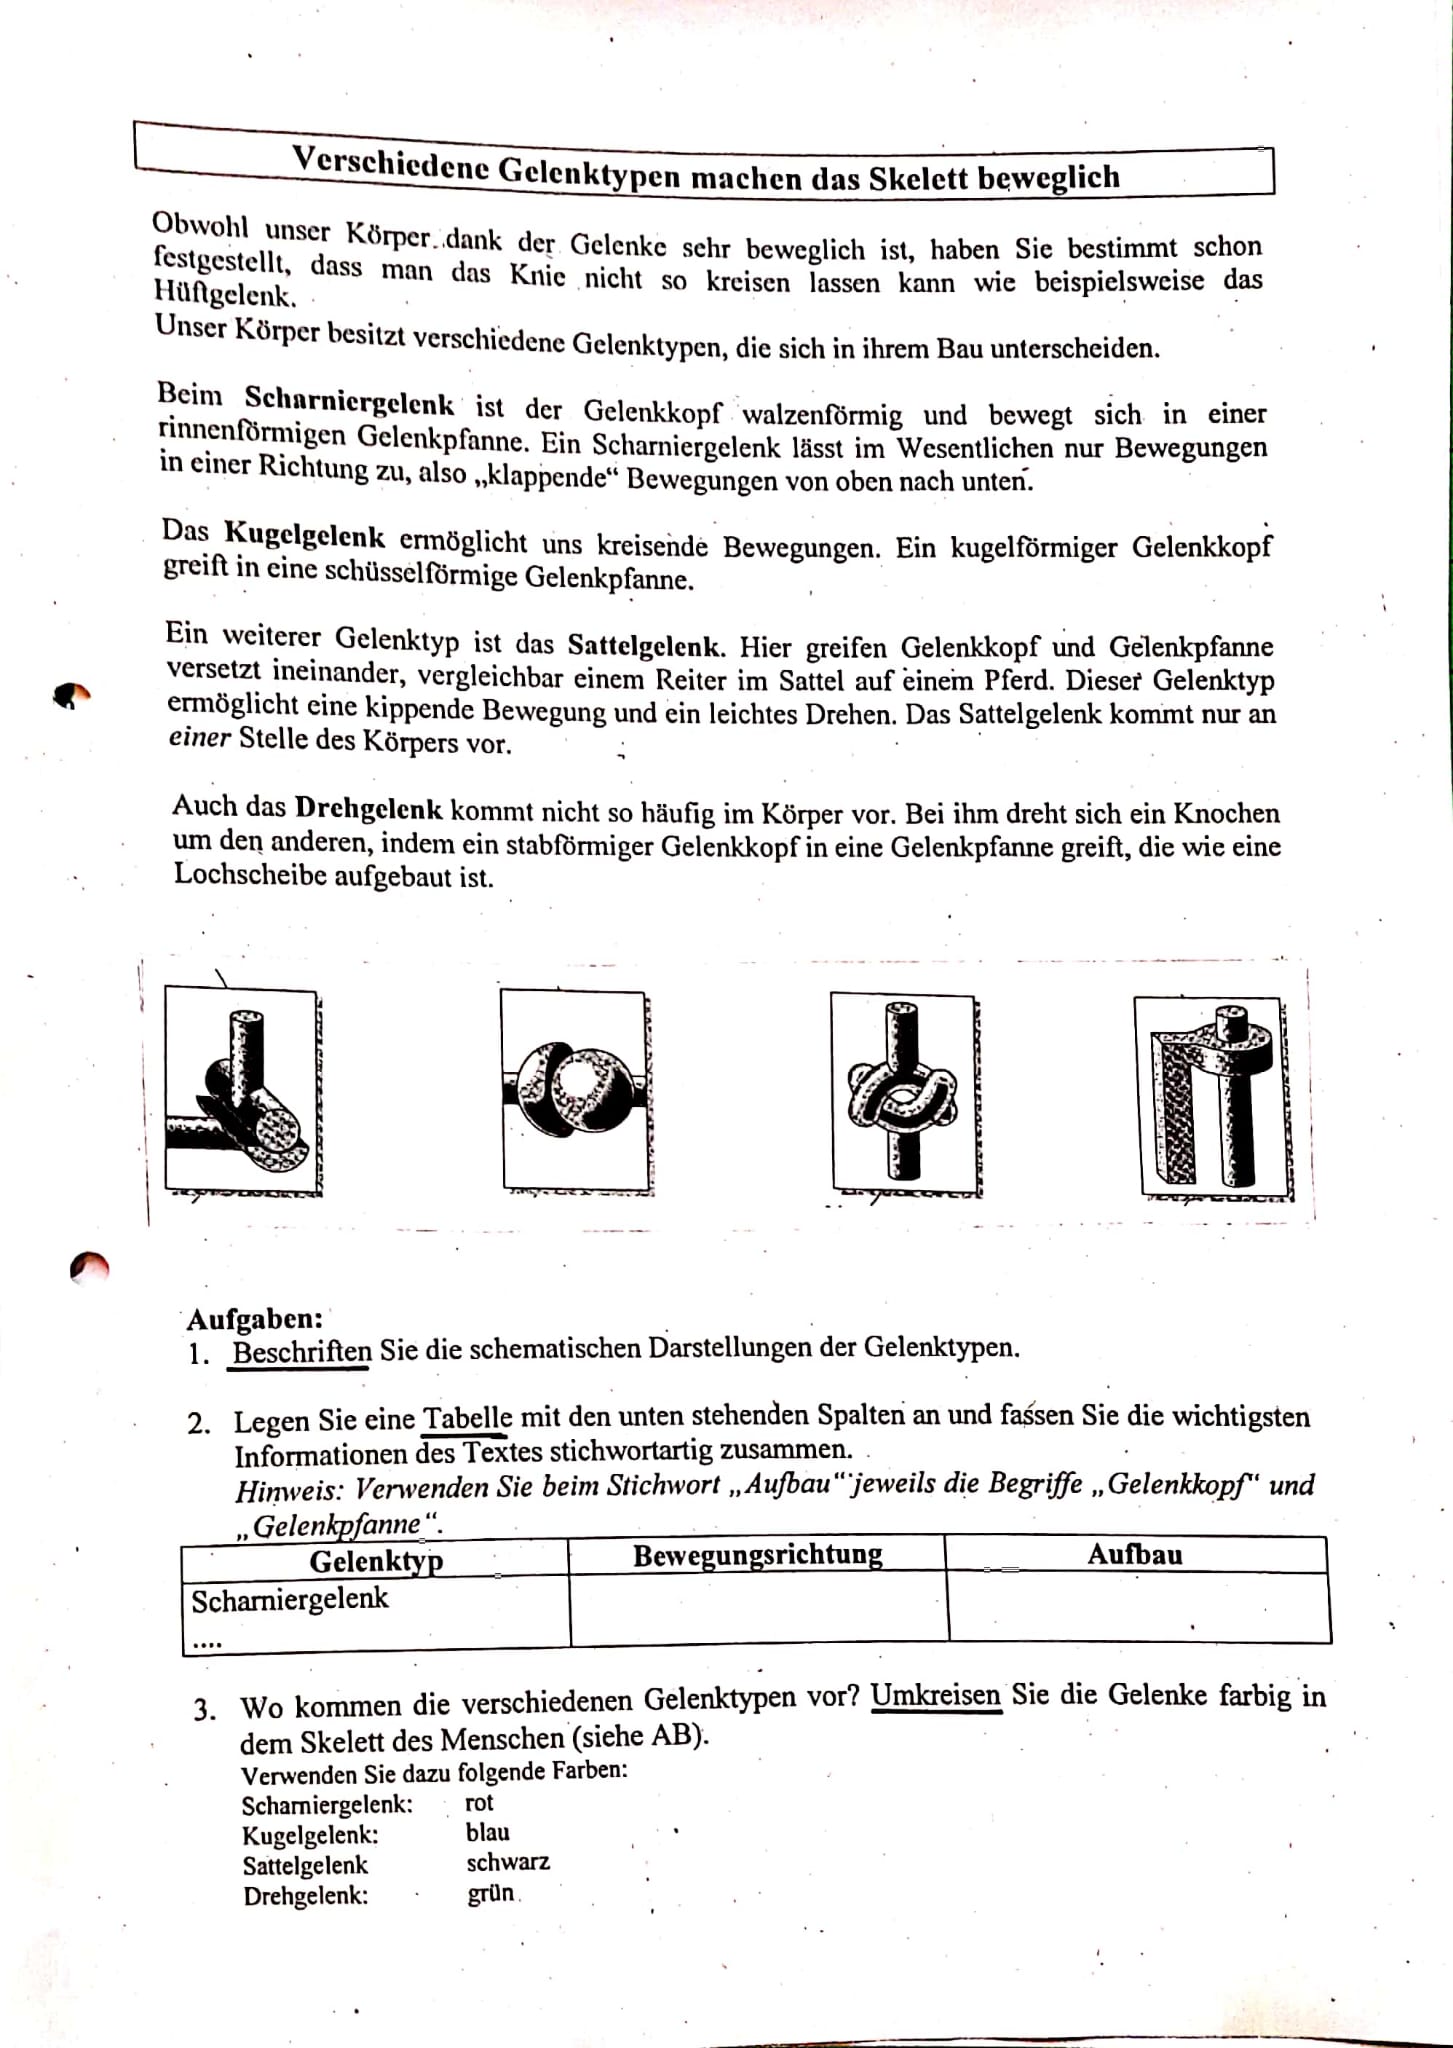 Verschiedene Gelenktypen machen das Skelett beweglich
Obwohl unser Körper dank der Gelenke sehr beweglich ist, haben Sie bestimmt schon
festgestellt, dass man das Knie nicht so kreisen lassen kann wie beispielsweise das
Hüftgelenk.
Unser Körper besitzt verschiedene Gelenktypen, die sich in ihrem Bau unterscheiden.
Beim Scharniergelenk ist der Gelenkkopf walzenförmig und bewegt sich in einer
rinnenförmigen Gelenkpfanne. Ein Scharniergelenk lässt im Wesentlichen nur Bewegungen
in einer Richtung zu, also „klappende“ Bewegungen von oben nach unten.
Das Kugelgelenk ermöglicht uns kreisende Bewegungen. Ein kugelförmiger Gelenkkopf
greift in eine schüsselförmige Gelenkpfanne.
Ein weiterer Gelenktyp ist das Sattelgelenk. Hier greifen Gelenkkopf und Gelenkpfanne
versetzt ineinander, vergleichbar einem Reiter im Sattel auf einem Pferd. Dieser Gelenktyp
ermöglicht eine kippende Bewegung und ein leichtes Drehen. Das Sattelgelenk kommt nur an
einer Stelle des Körpers vor.
Auch das Drehgelenk kommt nicht so häufig im Körper vor. Bei ihm dreht sich ein Knochen
um den anderen, indem ein stabförmiger Gelenkkopf in eine Gelenkpfanne greift, die wie eine
Lochscheibe aufgebaut ist.
Aufgaben:
1. Beschriften Sie die schematischen Darstellungen der Gelenktypen.
2. Legen Sie eine Tabelle mit den unten stehenden Spalten an und fassen Sie die wichtigsten
Informationen des Textes stichwortartig zusammen.
Hinweis: Verwenden Sie beim Stichwort „Aufbau“ jeweils die Begriffe „Gelenkkopf“ und
„Gelenkpfanne“.
Gelenktyp Bewegungsrichtung Aufbau
Scharniergelenk
....
3. Wo kommen die verschiedenen Gelenktypen vor? Umkreisen Sie die Gelenke farbig in
dem Skelett des Menschen (siehe AB).
Verwenden Sie dazu folgende Farben:
Scharniergelenk: rot
Kugelgelenk: blau
Sattelgelenk schwarz
Drehgelenk: grün